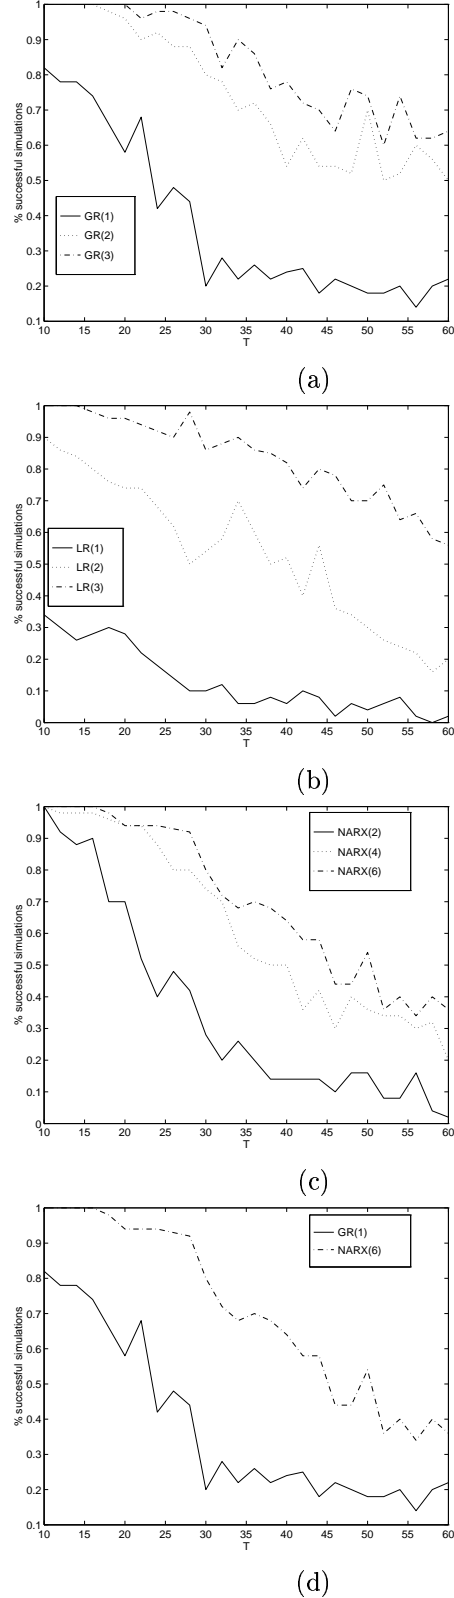 1
0.9
0.8
0.7
0.6
0.5
0.4
0.3
0.2
0.1
% successful simulations
GR(1)
GR(2)
GR(3)
10 15 20 25 30 35 40 45 50 55 60
T
(a)
1
0.9
0.8
0.7
0.6
0.5
0.4
0.3
0.2
0.1
0
% successful simulations
LR(1)
LR(2)
LR(3)
10 15 20 25 30 35 40 45 50 55 60
T
(b)
1
0.9
0.8
0.7
0.6
0.5
0.4
0.3
0.2
0.1
0
% successful simulations
NARX(2)
NARX(4)
NARX(6)
10 15 20 25 30 35 40 45 50 55 60
T
(c)
1
0.9
0.8
0.7
0.6
0.5
0.4
0.3
0.2
0.1
% successful simulations
GR(1)
NARX(6)
10 15 20 25 30 35 40 45 50 55 60
T
(d)